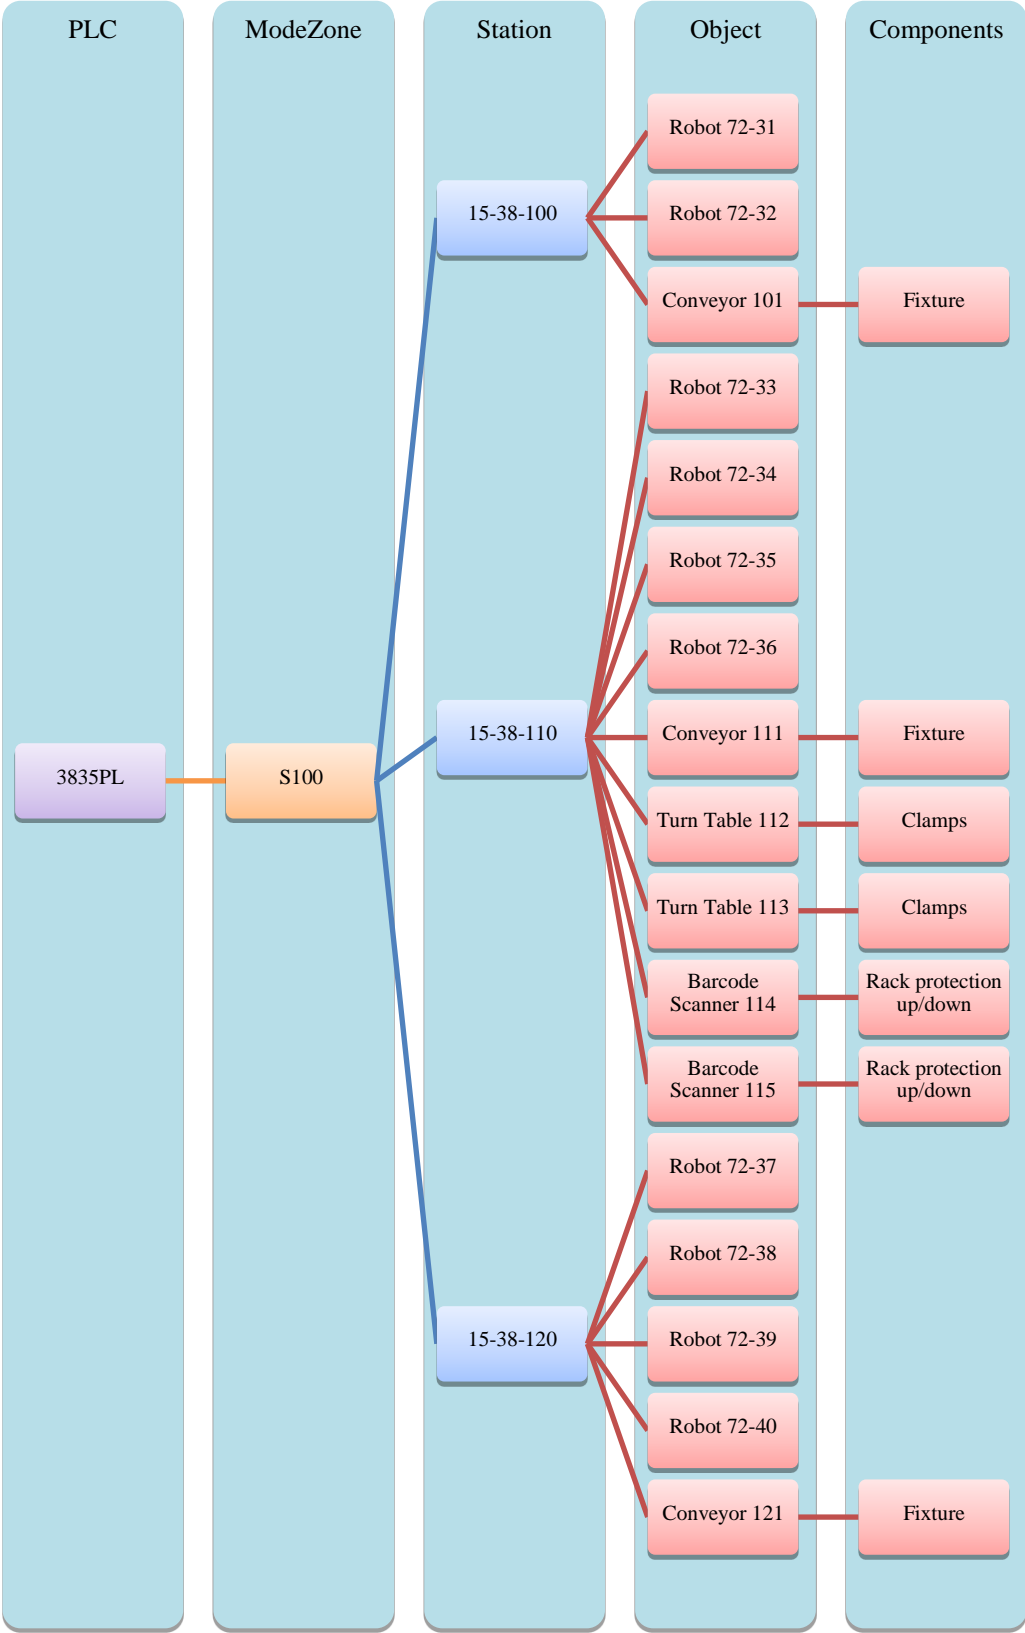 PLC
ModeZone
Station
Object
Components
Robot 72-31
15-38-100
Robot 72-32
Conveyor 101
Fixture
Robot 72-33
Robot 72-34
Robot 72-35
Robot 72-36
15-38-110
Conveyor 111
Fixture
3835PL
S100
Turn Table 112
Clamps
Turn Table 113
Clamps
Barcode
Scanner 114
Rack protection
up/down
Barcode
Scanner 115
Rack protection
up/down
Robot 72-37
Robot 72-38
15-38-120
Robot 72-39
Robot 72-40
Conveyor 121
Fixture